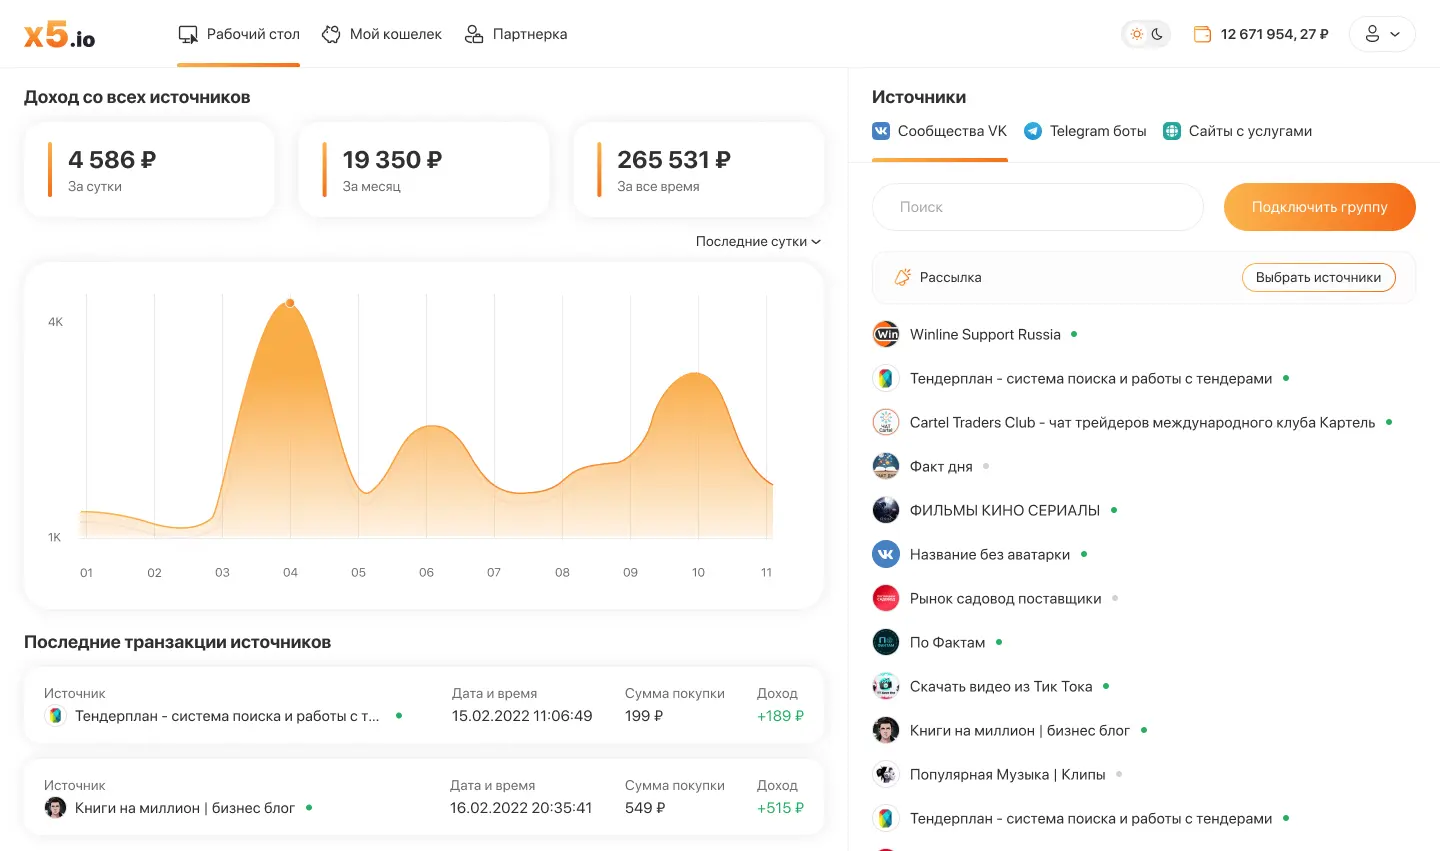 x5.io
Рабочий стол
Мой кошелек
Партнерка
12 671 954, 27 ₽
Доход со всех источников
4 586 ₽
За сутки
19 350 ₽
За месяц
265 531 ₽
За все время
Последние сутки
4K
1K
01 02 03 04 05 06 07 08 09 10 11
Последние транзакции источников
Источник Дата и время Сумма покупки Доход
Тендерплан - система поиска и работы с т... 15.02.2022 11:06:49 199 ₽ +189 ₽
Источник Дата и время Сумма покупки Доход
Книги на миллион | бизнес блог 16.02.2022 20:35:41 549 ₽ +515 ₽
Источники
Сообщества VK
Telegram боты
Сайты с услугами
Поиск
Подключить группу
Рассылка
Выбрать источники
Win
Winline Support Russia
Тендерплан - система поиска и работы с тендерами
Cartel Traders Club - чат трейдеров международного клуба Картель
Факт дня
ФИЛЬМЫ КИНО СЕРИАЛЫ
Название без аватарки
Рынок садовод поставщики
По Фактам
Скачать видео из Тик Тока
Книги на миллион | бизнес блог
Популярная Музыка | Клипы
Тендерплан - система поиска и работы с тендерами